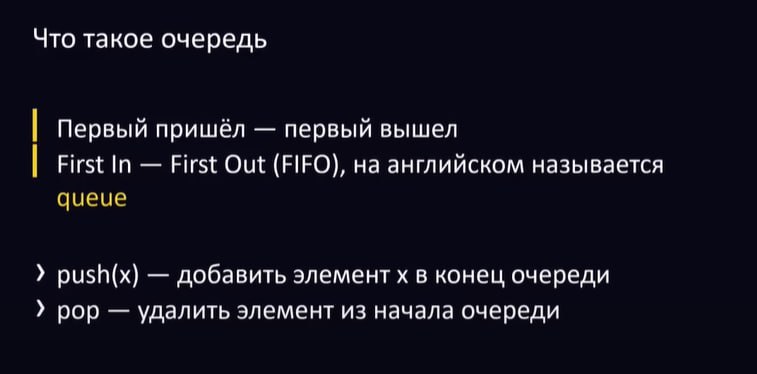 Что такое очередь
Первый пришёл — первый вышел
First In — First Out (FIFO), на английском называется
queue
❯ push(x) — добавить элемент x в конец очереди
❯ pop — удалить элемент из начала очереди